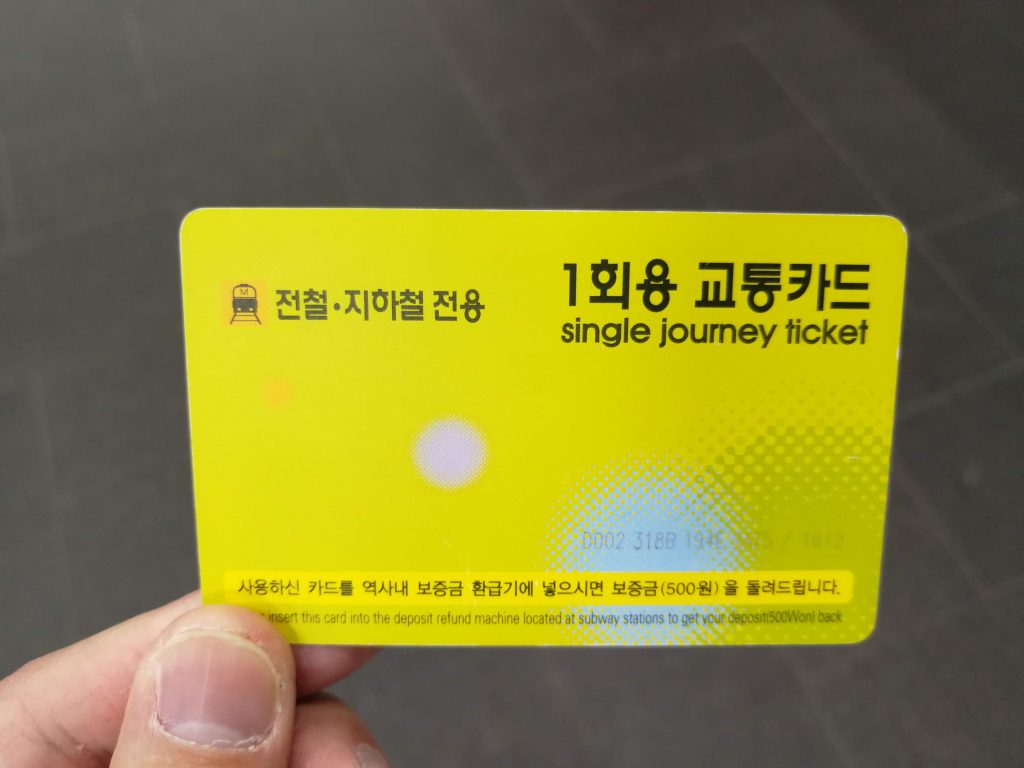 M
전철·지하철 전용
1회용 교통카드
single journey ticket
D002 318B / 1612
사용하신 카드를 역사내 보증금 환급기에 넣으시면 보증금(500원)을 돌려드립니다.
insert this card into the deposit refund machine located at subway stations to get your deposit(500Won) back